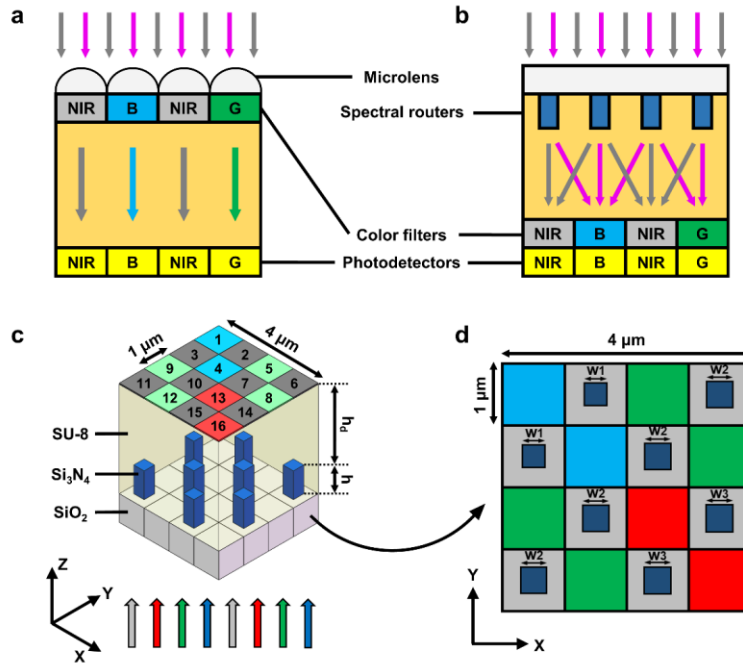 a
b
Microlens
NIR B NIR G
Spectral routers
Color filters
NIR B NIR G
NIR B NIR G
Photodetectors
NIR B NIR G
c
d
1 µm
4 µm
1
3 2
9 4 5
11 10 7 6
12 13 8
15 14
16
SU-8
Si₃N₄
SiO₂
hd
h
Z
Y
X
4 µm
1 µm
W1 W2
W1 W2
W2 W3
W2 W3
Y
X